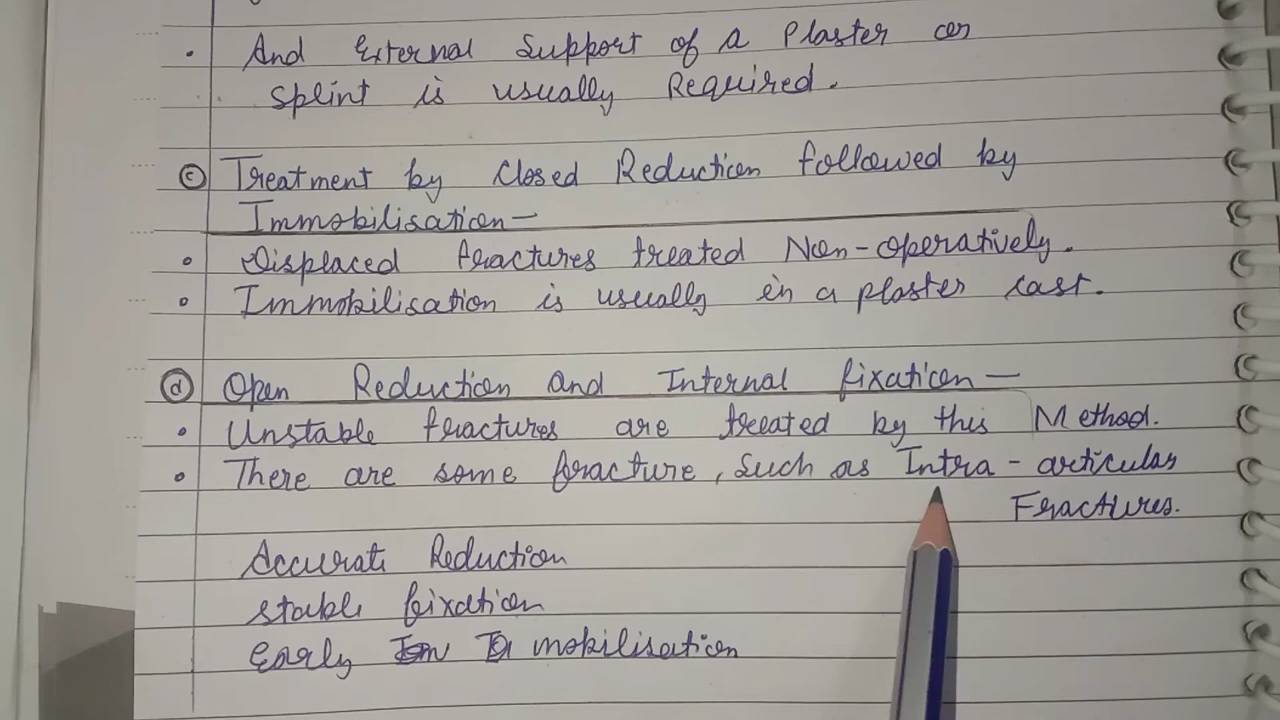 • And External Support of a Plaster or
splint is usually Required.
ⓒ Treatment by Closed Reduction followed by
Immobilisation—
• Displaced fractures treated Non-operatively.
• Immobilisation is usually in a plaster cast.
ⓓ Open Reduction and Internal fixation—
• Unstable fractures are treated by this Method.
• There are some fracture, such as Intra-articular
Fractures.
Accurate Reduction
stable fixation
Early mobilisation